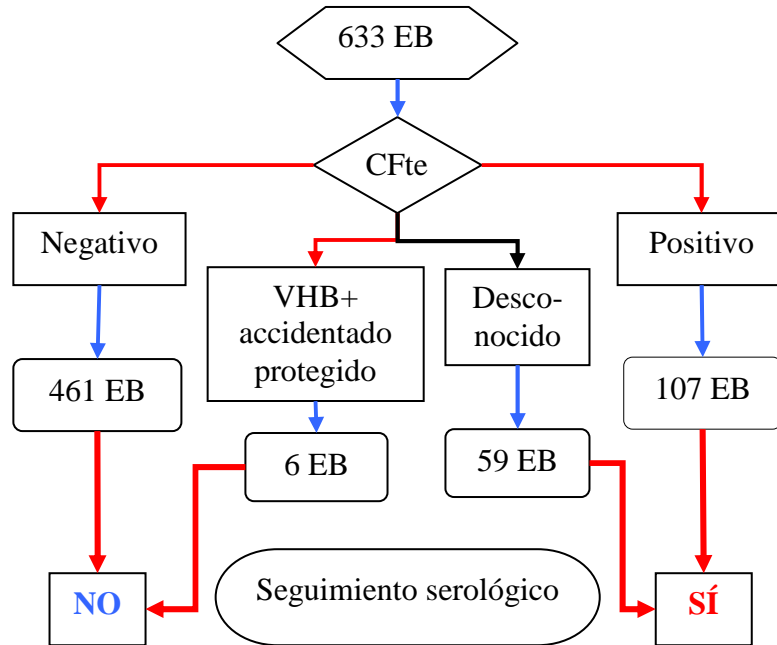 633 EB
CFte
Negativo
Positivo
VHB+
accidentado
protegido
Desco-
nocido
461 EB
6 EB
59 EB
107 EB
NO
Seguimiento serológico
SÍ